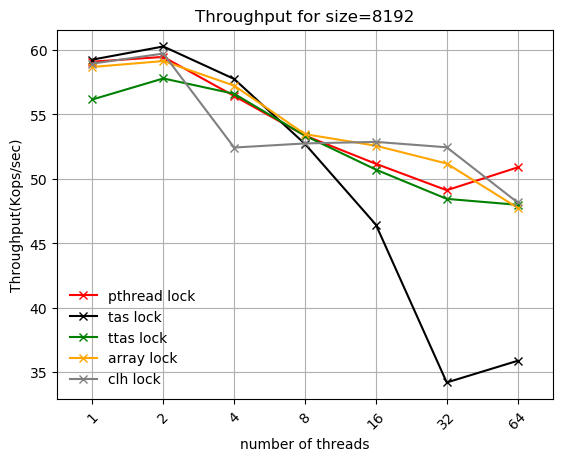 Throughput for size=8192
Throughput(Kops/sec)
60
55
50
45
40
35
pthread lock
tas lock
ttas lock
array lock
clh lock
1
2
4
8
16
32
64
number of threads